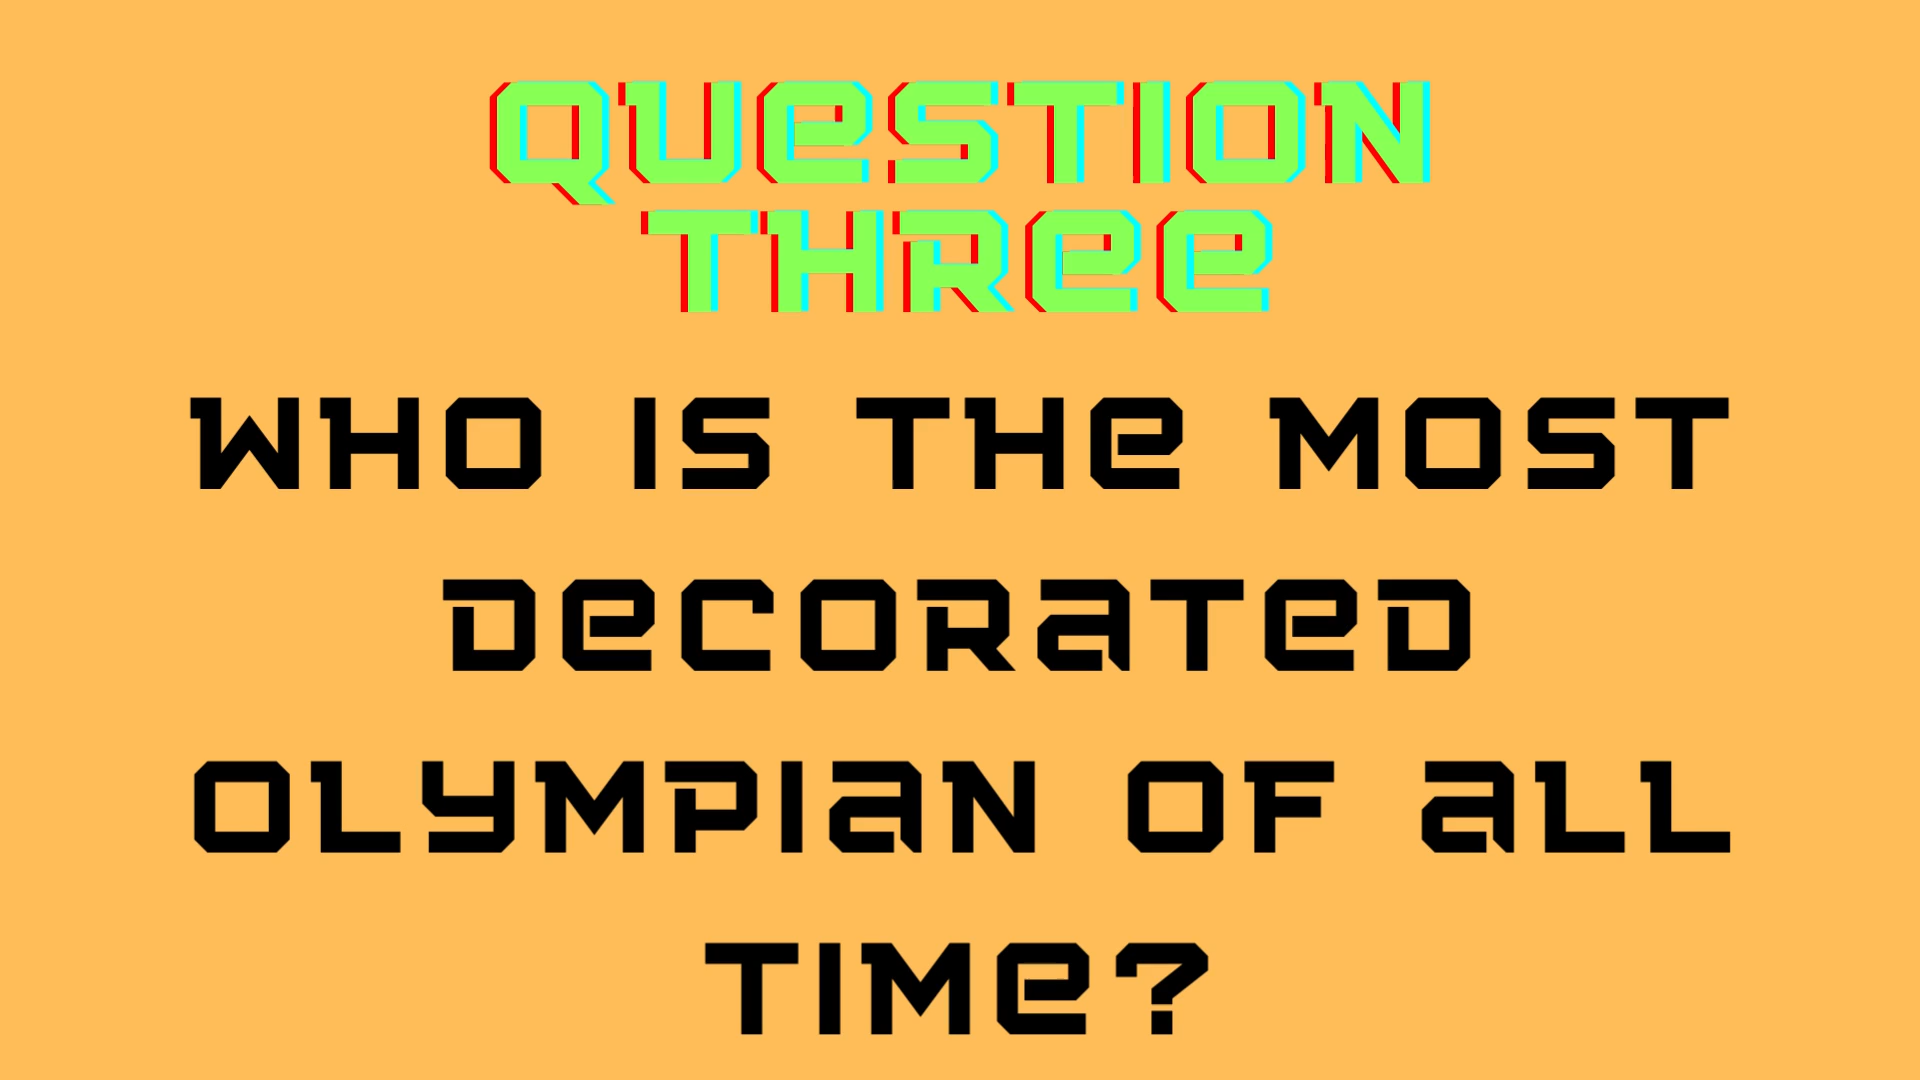 QUESTION
THREE
WHO IS THE MOST
DECORATED
OLYMPIAN OF ALL
TIME?